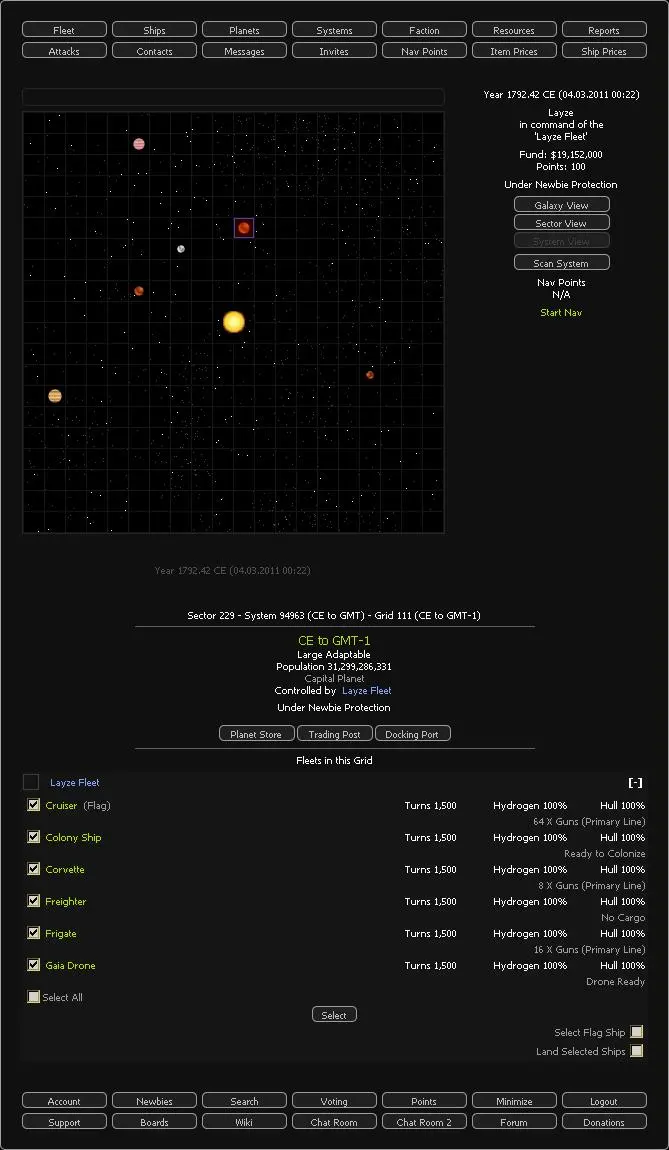 Fleet Ships Planets Systems Faction Resources Reports
Attacks Contacts Messages Invites Nav Points Item Prices Ship Prices
Year 1792.42 CE (04.03.2011 00:22)
Layze
in command of the
'Layze Fleet'
Fund: $19,152,000
Points: 100
Under Newbie Protection
Galaxy View
Sector View
System View
Scan System
Nav Points
N/A
Start Nav
Year 1792.42 CE (04.03.2011 00:22)
Sector 229 - System 94963 (CE to GMT) - Grid 111 (CE to GMT-1)
CE to GMT-1
Large Adaptable
Population 31,299,286,331
Capital Planet
Controlled by Layze Fleet
Under Newbie Protection
Planet Store Trading Post Docking Port
Fleets in this Grid
Layze Fleet [-]
Cruiser (Flag) Turns 1,500 Hydrogen 100% Hull 100%
64 X Guns (Primary Line)
Colony Ship Turns 1,500 Hydrogen 100% Hull 100%
Ready to Colonize
Corvette Turns 1,500 Hydrogen 100% Hull 100%
8 X Guns (Primary Line)
Freighter Turns 1,500 Hydrogen 100% Hull 100%
No Cargo
Frigate Turns 1,500 Hydrogen 100% Hull 100%
16 X Guns (Primary Line)
Gaia Drone Turns 1,500 Hydrogen 100% Hull 100%
Drone Ready
Select All
Select
Select Flag Ship
Land Selected Ships
Account Newbies Search Voting Points Minimize Logout
Support Boards Wiki Chat Room Chat Room 2 Forum Donations